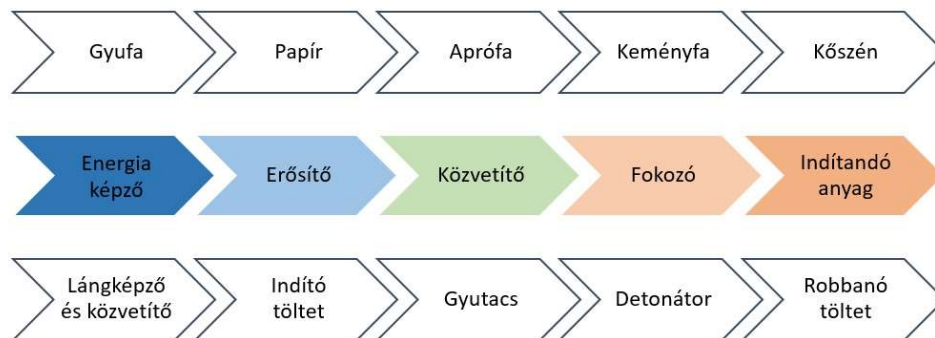 Gyufa
Papír
Aprófa
Keményfa
Kőszén
Energia
képző
Erősítő
Közvetítő
Fokozó
Indítandó
anyag
Lángképző
és közvetítő
Indító
töltet
Gyutacs
Detonátor
Robbanó
töltet